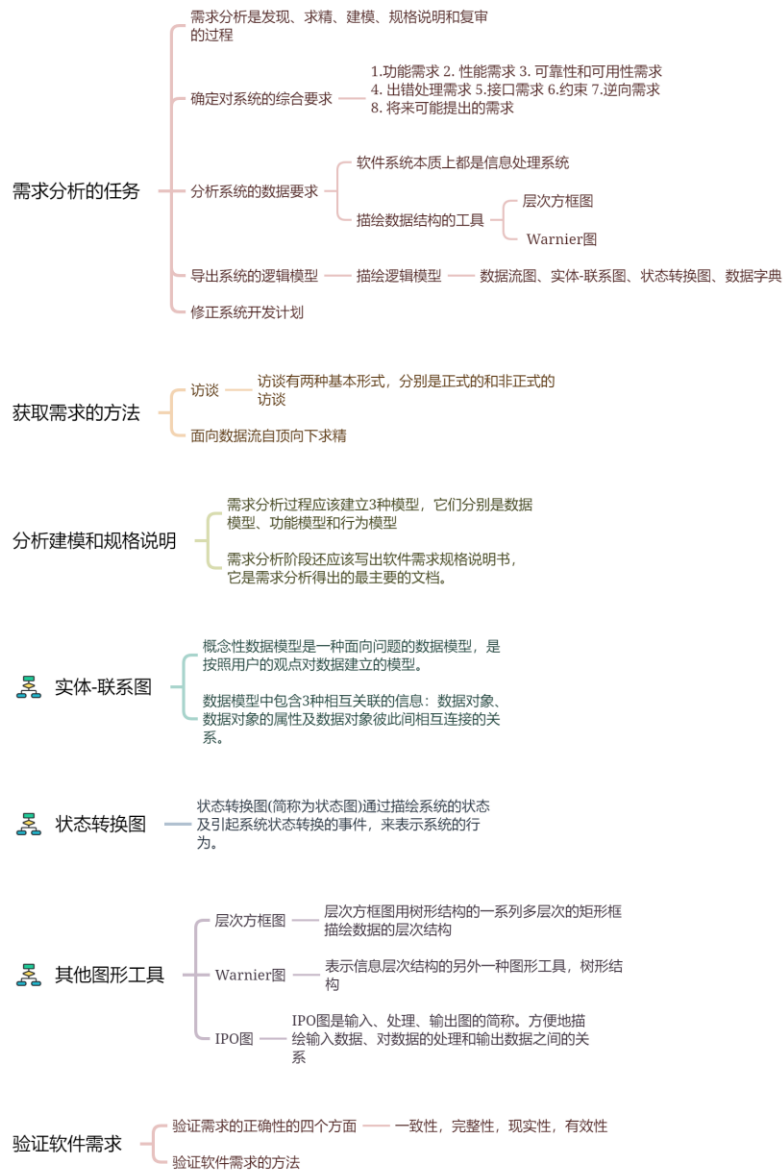 需求分析的任务
需求分析是发现、求精、建模、规格说明和复审
的过程
确定对系统的综合要求
1.功能需求 2. 性能需求 3. 可靠性和可用性需求
4. 出错处理需求 5.接口需求 6.约束 7.逆向需求
8. 将来可能提出的需求
分析系统的数据要求
软件系统本质上都是信息处理系统
描绘数据结构的工具
层次方框图
Warnier图
导出系统的逻辑模型
描绘逻辑模型
数据流图、实体-联系图、状态转换图、数据字典
修正系统开发计划
获取需求的方法
访谈
访谈有两种基本形式，分别是正式的和非正式的
访谈
面向数据流自顶向下求精
分析建模和规格说明
需求分析过程应该建立3种模型，它们分别是数据
模型、功能模型和行为模型
需求分析阶段还应该写出软件需求规格说明书，
它是需求分析得出的最主要的文档。
实体-联系图
概念性数据模型是一种面向问题的数据模型，是
按照用户的观点对数据建立的模型。
数据模型中包含3种相互关联的信息：数据对象、
数据对象的属性及数据对象彼此间相互连接的关
系。
状态转换图
状态转换图(简称为状态图)通过描绘系统的状态
及引起系统状态转换的事件，来表示系统的行
为。
其他图形工具
层次方框图
层次方框图用树形结构的一系列多层次的矩形框
描绘数据的层次结构
Warnier图
表示信息层次结构的另外一种图形工具，树形结
构
IPO图
IPO图是输入、处理、输出图的简称。方便地描
绘输入数据、对数据的处理和输出数据之间的关
系
验证软件需求
验证需求的正确性的四个方面
一致性，完整性，现实性，有效性
验证软件需求的方法